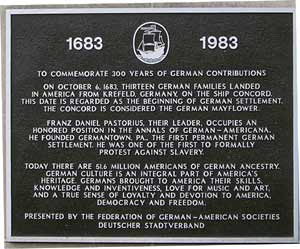 1683 1983
TO COMMEMORATE 300 YEARS OF GERMAN CONTRIBUTIONS
ON OCTOBER 6, 1683, THIRTEEN GERMAN FAMILIES LANDED
IN AMERICA FROM KREFELD, GERMANY, ON THE SHIP CONCORD.
THIS DATE IS REGARDED AS THE BEGINNING OF GERMAN SETTLEMENT.
THE CONCORD IS CONSIDERED THE GERMAN MAYFLOWER.
FRANZ DANIEL PASTORIUS, THEIR LEADER, OCCUPIES AN
HONORED POSITION IN THE ANNALS OF GERMAN-AMERICANA.
HE FOUNDED GERMANTOWN, PA., THE FIRST PERMANENT GERMAN
SETTLEMENT. HE WAS ONE OF THE FIRST TO FORMALLY
PROTEST AGAINST SLAVERY.
TODAY THERE ARE 51.6 MILLION AMERICANS OF GERMAN ANCESTRY.
GERMAN CULTURE IS AN INTEGRAL PART OF AMERICA'S
HERITAGE. GERMANS BROUGHT TO AMERICA THEIR SKILLS,
KNOWLEDGE AND INVENTIVENESS, LOVE FOR MUSIC AND ART,
AND A TRUE SENSE OF LOYALTY AND DEVOTION TO AMERICA,
DEMOCRACY AND FREEDOM.
PRESENTED BY THE FEDERATION OF GERMAN-AMERICAN SOCIETIES
DEUTSCHER STADTVERBAND